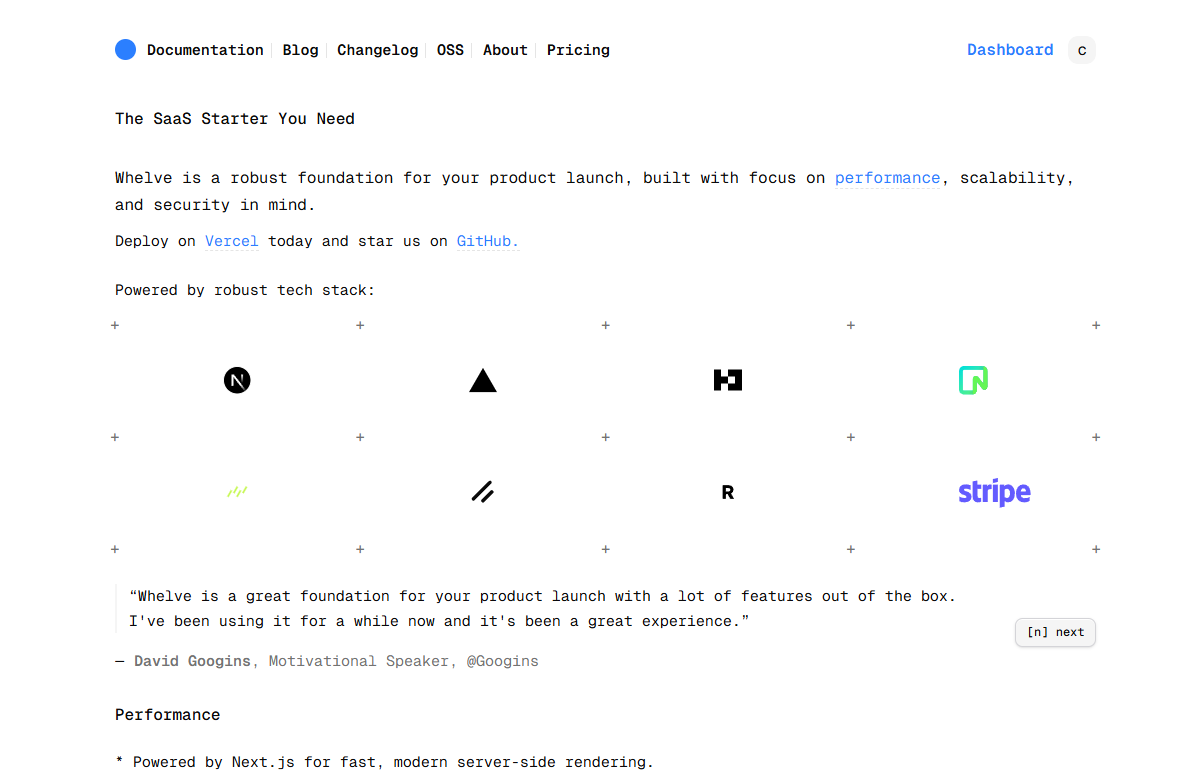 Documentation Blog Changelog OSS About Pricing Dashboard C
The SaaS Starter You Need
Whelve is a robust foundation for your product launch, built with focus on performance, scalability,
and security in mind.
Deploy on Vercel today and star us on GitHub.
Powered by robust tech stack:
+ + + + +
N N
+ + + + +
R stripe
+ + + + +
“Whelve is a great foundation for your product launch with a lot of features out of the box.
I've been using it for a while now and it's been a great experience.”
[n] next
— David Googins, Motivational Speaker, @Googins
Performance
* Powered by Next.js for fast, modern server-side rendering.